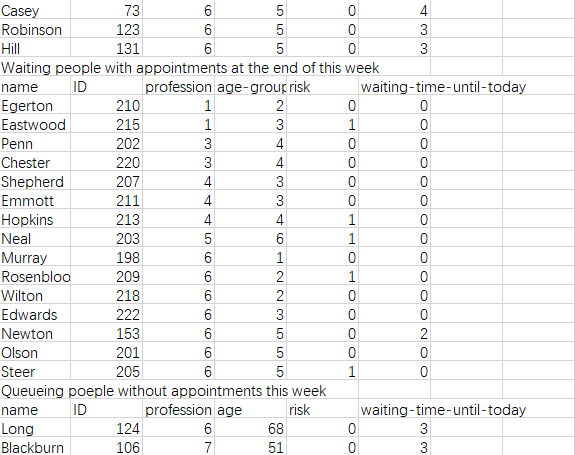 Casey 73 6 5 0 4
Robinson 123 6 5 0 3
Hill 131 6 5 0 3
Waiting people with appointments at the end of this week
name ID profession age-group risk waiting-time-until-today
Egerton 210 1 2 0 0
Eastwood 215 1 3 1 0
Penn 202 3 4 0 0
Chester 220 3 4 0 0
Shepherd 207 4 3 0 0
Emmott 211 4 3 0 0
Hopkins 213 4 4 1 0
Neal 203 5 6 1 0
Murray 198 6 1 0 0
Rosenbloo 209 6 2 1 0
Wilton 218 6 2 0 0
Edwards 222 6 3 0 0
Newton 153 6 5 0 2
Olson 201 6 5 0 0
Steer 205 6 5 1 0
Queueing poeple without appointments this week
name ID profession age risk waiting-time-until-today
Long 124 6 68 0 3
Blackburn 106 7 51 0 3